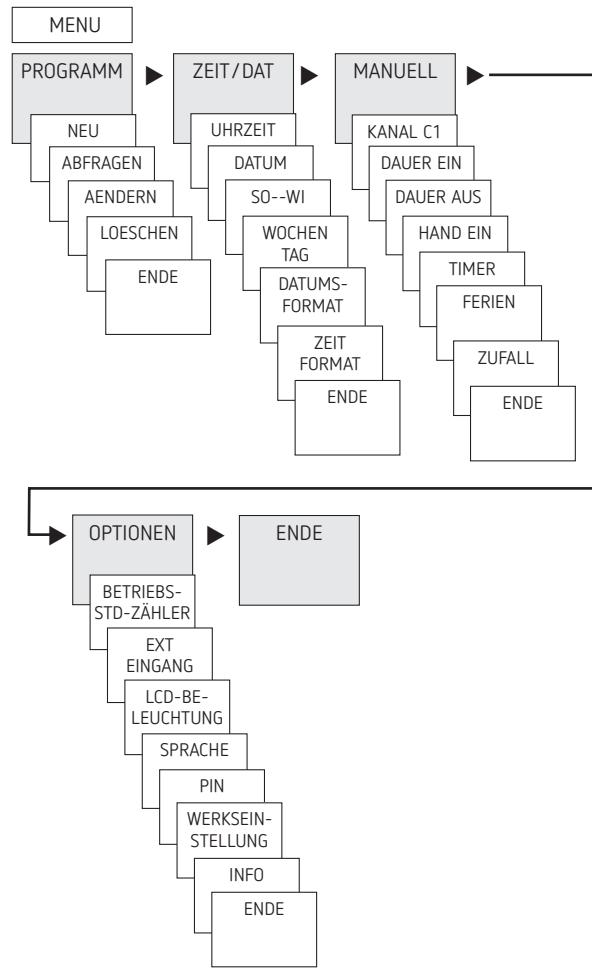 MENU
PROGRAMM
NEU
ABFRAGEN
AENDERN
LOESCHEN
ENDE
ZEIT/DAT
UHRZEIT
DATUM
SO--WI
WOCHEN
TAG
DATUMS-
FORMAT
ZEIT
FORMAT
ENDE
MANUELL
KANAL C1
DAUER EIN
DAUER AUS
HAND EIN
TIMER
FERIEN
ZUFALL
ENDE
OPTIONEN
BETRIEBS-
STD-ZÄHLER
EXT
EINGANG
LCD-BE-
LEUCHTUNG
SPRACHE
PIN
WERKSEIN-
STELLUNG
INFO
ENDE
ENDE